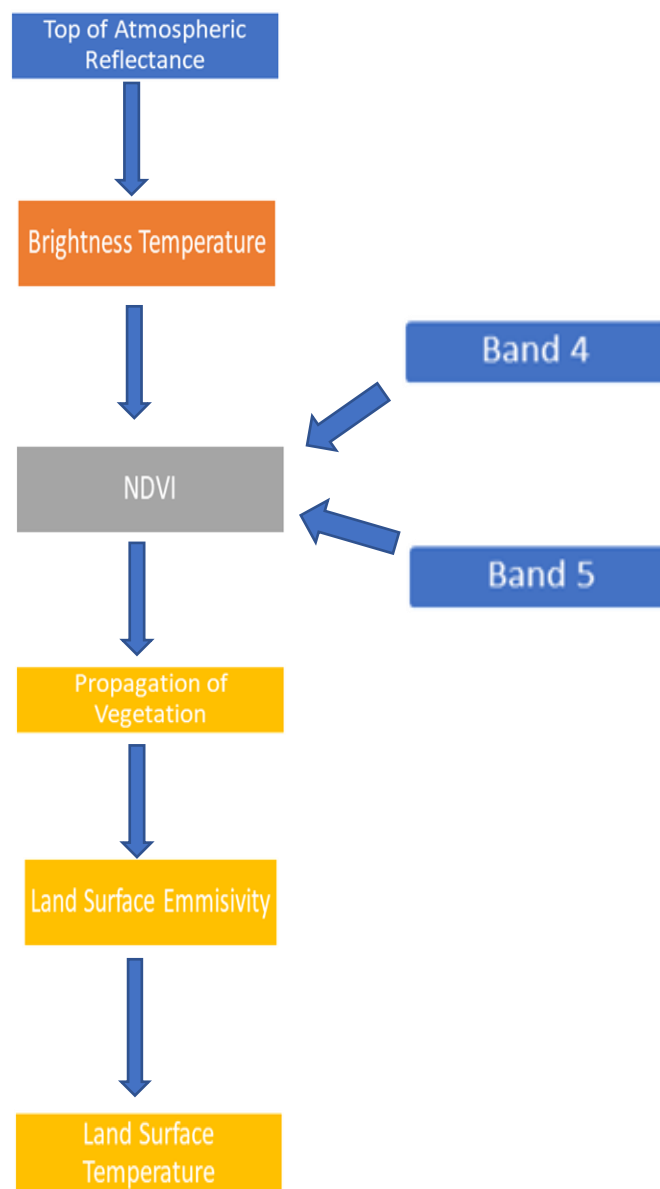 Top of Atmospheric
Reflectance
Brightness Temperature
Band 4
NDVI
Band 5
Propagation of
Vegetation
Land Surface Emmisivity
Land Surface
Temperature